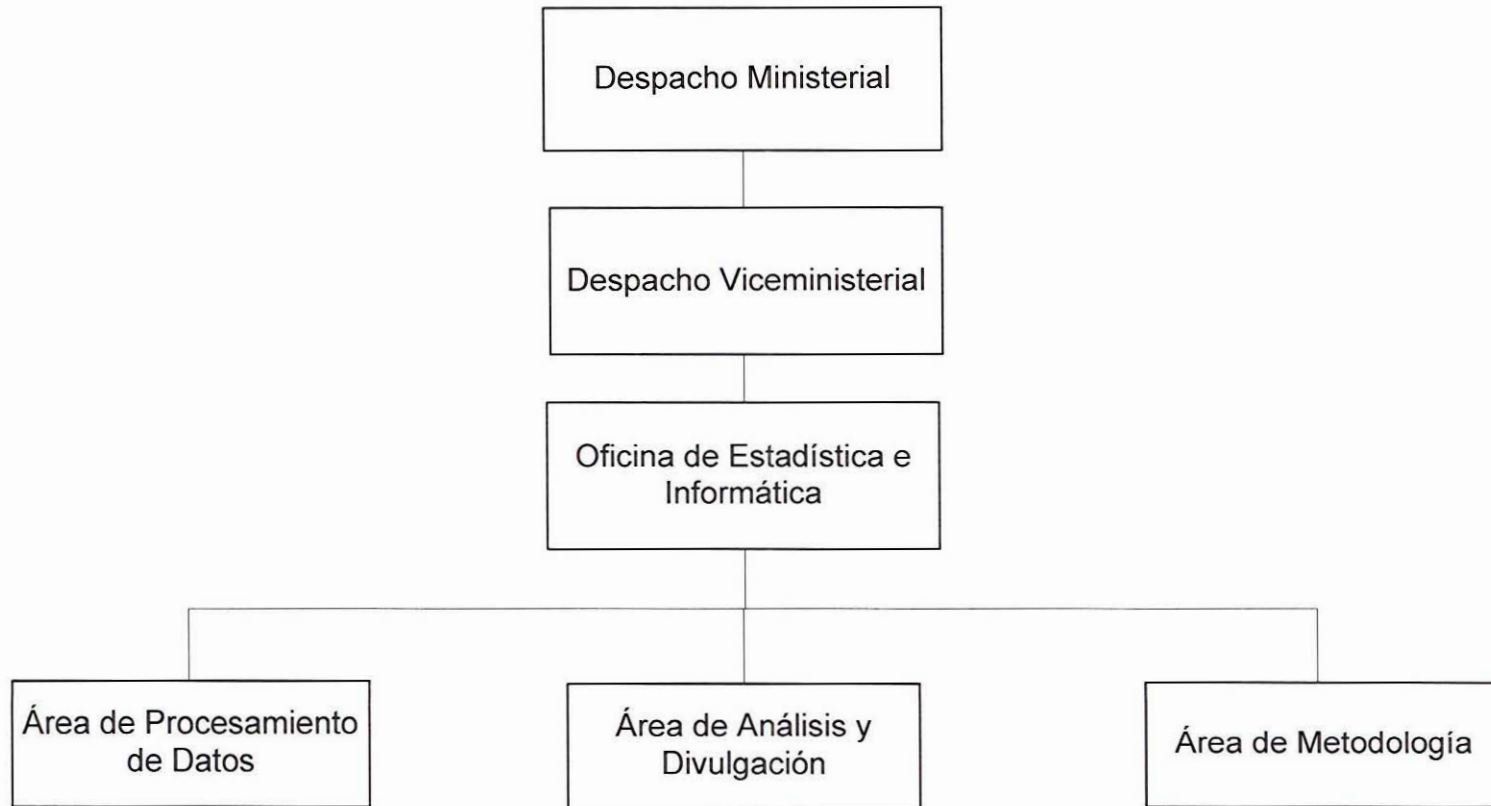 Despacho Ministerial
Despacho Viceministerial
Oficina de Estadística e
Informática
Área de Procesamiento
de Datos
Área de Análisis y
Divulgación
Área de Metodología